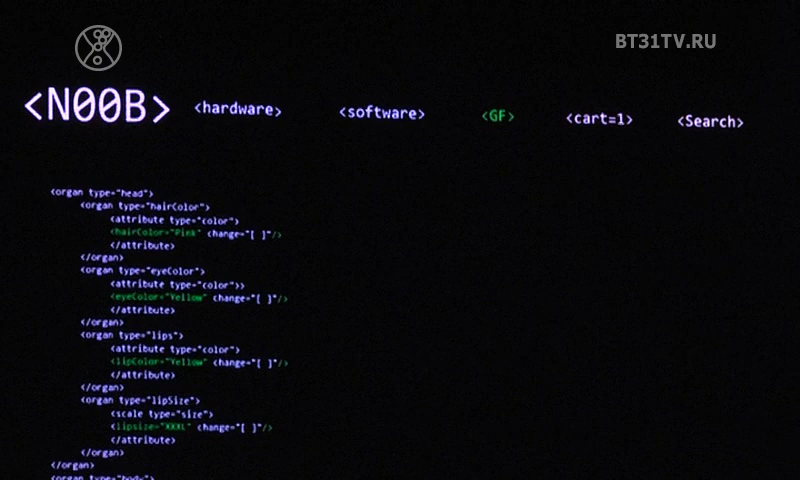 BT31TV.RU
<N00B> <hardware> <software> <GF> <cart=1> <Search>
<organ type="head">
<organ type="hairColor">
<attribute type="color">
<hairColor="Pink" change="[ ]"/>
</attribute>
</organ>
<organ type="eyeColor">
<attribute type="color">>
<eyeColor="Yellow" change="[ ]"/>
</attribute>
</organ>
<organ type="lips">
<attribute type="color">
<lipColor="Yellow" change="[ ]"/>
</attribute>
</organ>
<organ type="lipSize">
<scale type="size">
<lipsize="XXXL" change="[ ]"/>
</attribute>
</organ>
</organ>
<organ type="body">